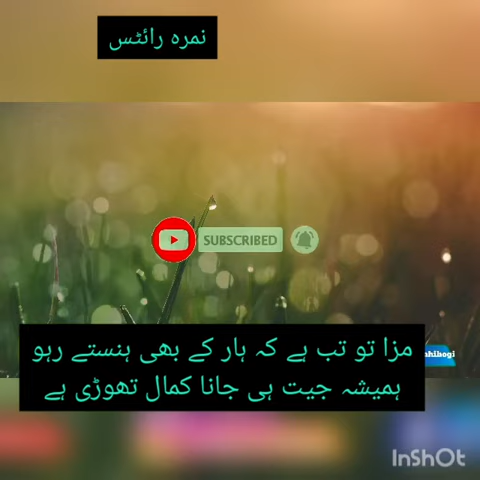 نمرہ رائٹس
SUBSCRIBED
مزا تو تب ہے کہ ہار کے بھی ہنستے رہو
ہمیشہ جیت ہی جانا کمال تھوڑی ہے
InShOt